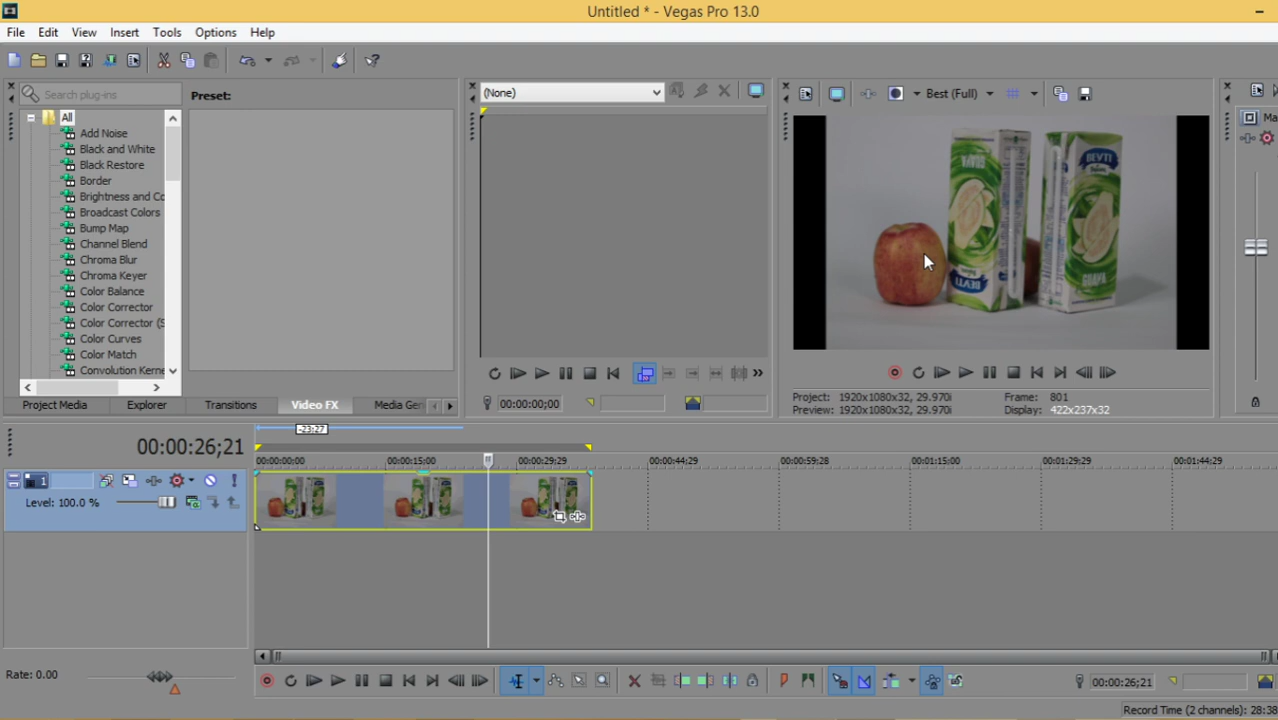 Untitled * - Vegas Pro 13.0
File Edit View Insert Tools Options Help
Search plug-ins
Preset:
(None)
Best (Full)
Ma
All
Add Noise
Black and White
Black Restore
Border
Brightness and Co
Broadcast Colors
Bump Map
Channel Blend
Chroma Blur
Chroma Keyer
Color Balance
Color Corrector
Color Corrector (S
Color Curves
Color Match
Convolution Kerne
BEYTI
GUAVA
00:00:00;00
Project: 1920x1080x32, 29.970i
Frame: 801
Preview: 1920x1080x32, 29.970i
Display: 422x237x32
Project Media Explorer Transitions Video FX Media Gen
-23:27
00:00:26;21
00:00:00;00 00:00:15;00 00:00:29;29 00:00:44;29 00:00:59;28 00:01:15;00 00:01:29;29 00:01:44;29
1
Level: 100.0 %
Rate: 0.00
00:00:26;21
Record Time (2 channels): 28:38